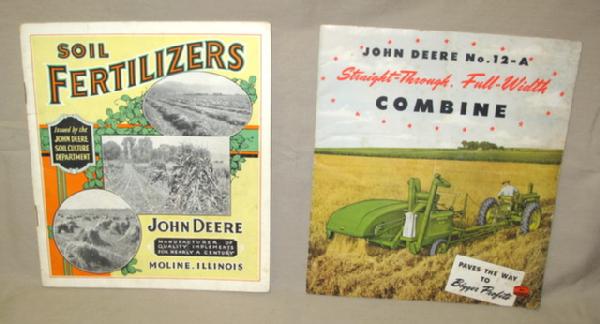 SOIL
FERTILIZERS
Issued by the
JOHN DEERE
SOIL CULTURE
DEPARTMENT
JOHN DEERE
MANUFACTURER OF
QUALITY IMPLEMENTS
FOR NEARLY A CENTURY
MOLINE, ILLINOIS
JOHN DEERE No. 12-A
Straight-Through, Full-Width
COMBINE
PAVES THE WAY
TO
Bigger Profits